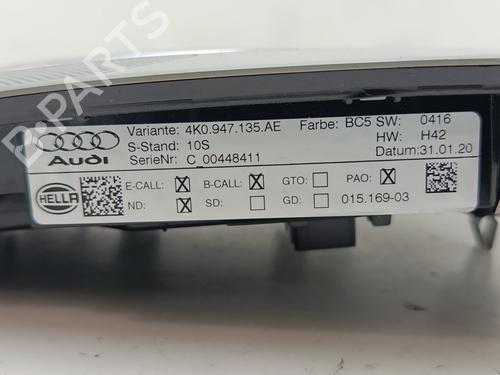 B-PARTS
Variante: 4K0.947.135.AE Farbe: BC5 SW: 0416
S-Stand: 10S HW: H42
Audi SerieNr: C_00448411 Datum:31.01.20
HELLA E-CALL: B-CALL: GTO: PAO:
ND: SD: GD: 015.169-03